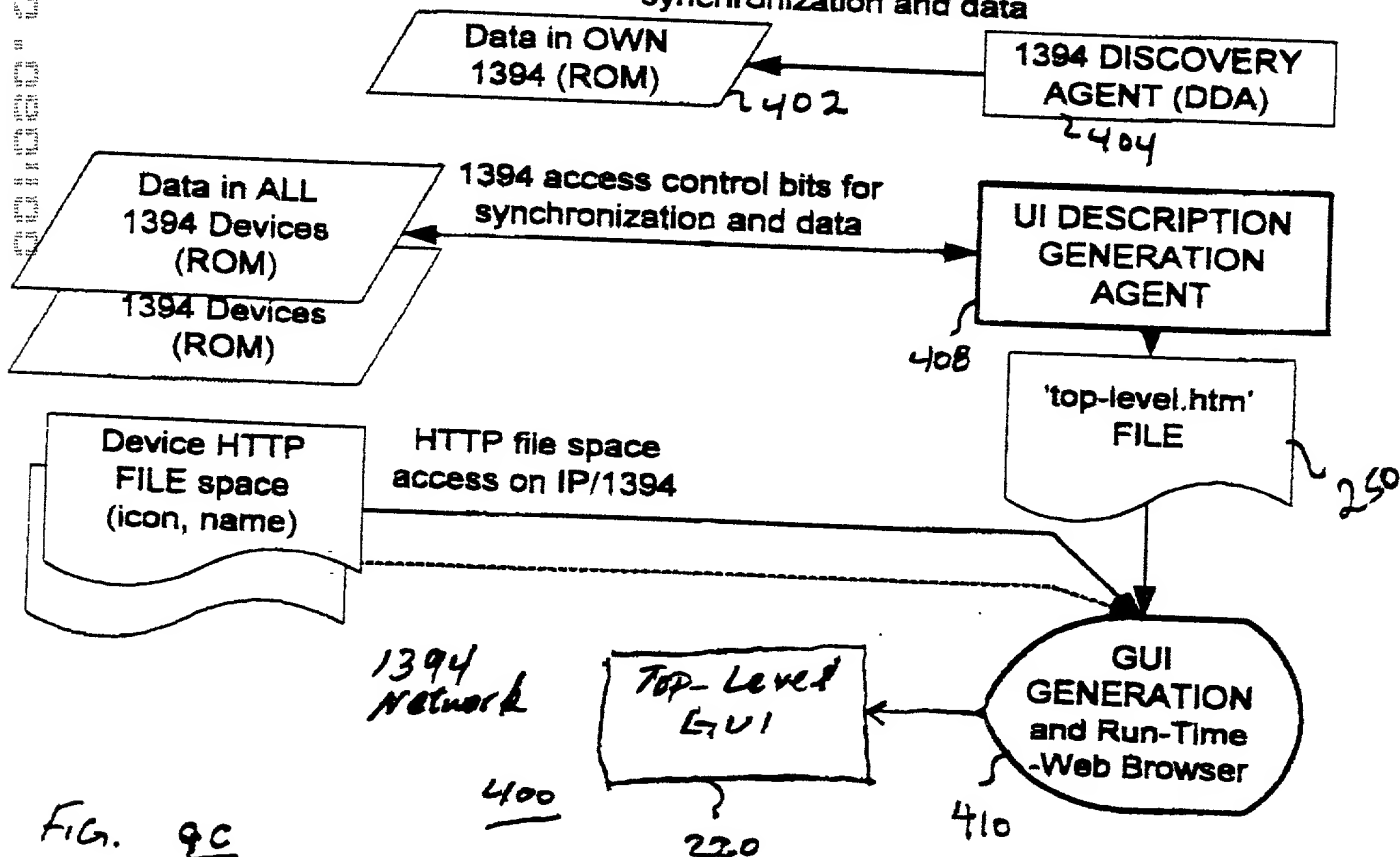 synchronization and data
Data in OWN
1394 (ROM)
402
1394 DISCOVERY
AGENT (DDA)
404
Data in ALL
1394 Devices
(ROM)
1394 Devices
(ROM)
1394 access control bits for
synchronization and data
UI DESCRIPTION
GENERATION
AGENT
408
'top-level.htm'
FILE
250
Device HTTP
FILE space
(icon, name)
HTTP file space
access on IP/1394
1394
Network
Top-Level
GUI
220
GUI
GENERATION
and Run-Time
-Web Browser
410
400
FIG. 9C